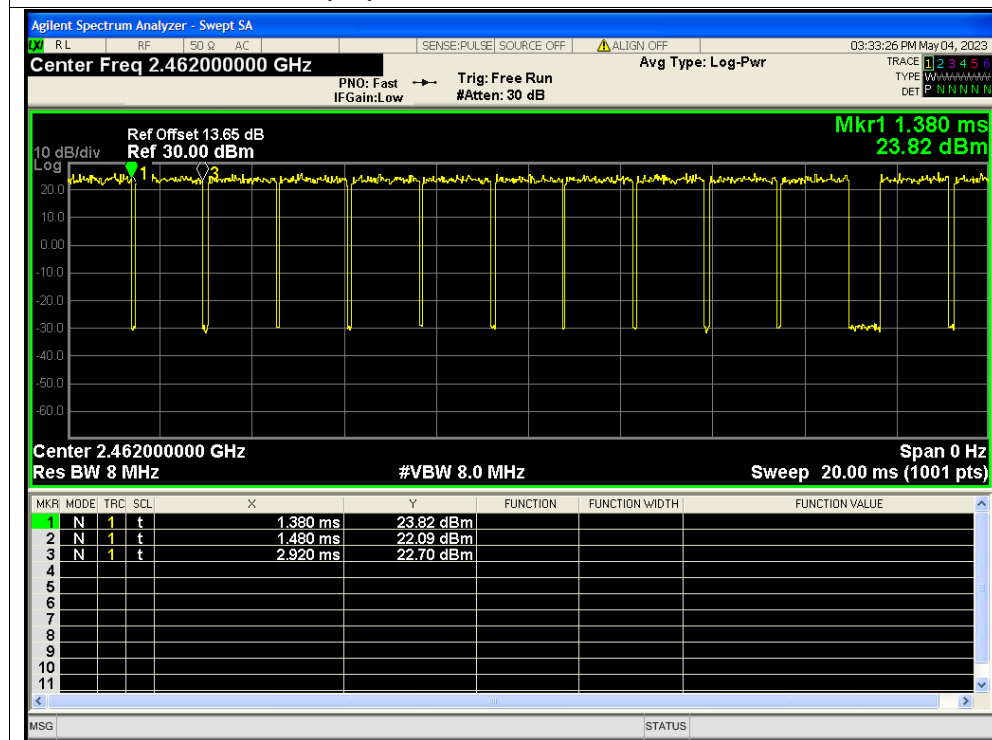 Agilent Spectrum Analyzer - Swept SA
LXI RL RF 50 Ω AC SENSE:PULSE SOURCE OFF ALIGN OFF 03:33:26 PM May 04, 2023
Center Freq 2.462000000 GHz
PNO: Fast
IFGain:Low
Trig: Free Run
#Atten: 30 dB
Avg Type: Log-Pwr
TRACE 1 2 3 4 5 6
TYPE W
DET P N N N N N
Mkr1 1.380 ms
23.82 dBm
Ref Offset 13.65 dB
10 dB/div Ref 30.00 dBm
Log
1
3
20.0
10.0
0.00
-10.0
-20.0
-30.0
-40.0
-50.0
-60.0
Center 2.462000000 GHz Span 0 Hz
Res BW 8 MHz #VBW 8.0 MHz Sweep 20.00 ms (1001 pts)
MKR MODE TRC SCL X Y FUNCTION FUNCTION WIDTH FUNCTION VALUE
1 N 1 t 1.380 ms 23.82 dBm
2 N 1 t 1.480 ms 22.09 dBm
3 N 1 t 2.920 ms 22.70 dBm
4
5
6
7
8
9
10
11
MSG STATUS